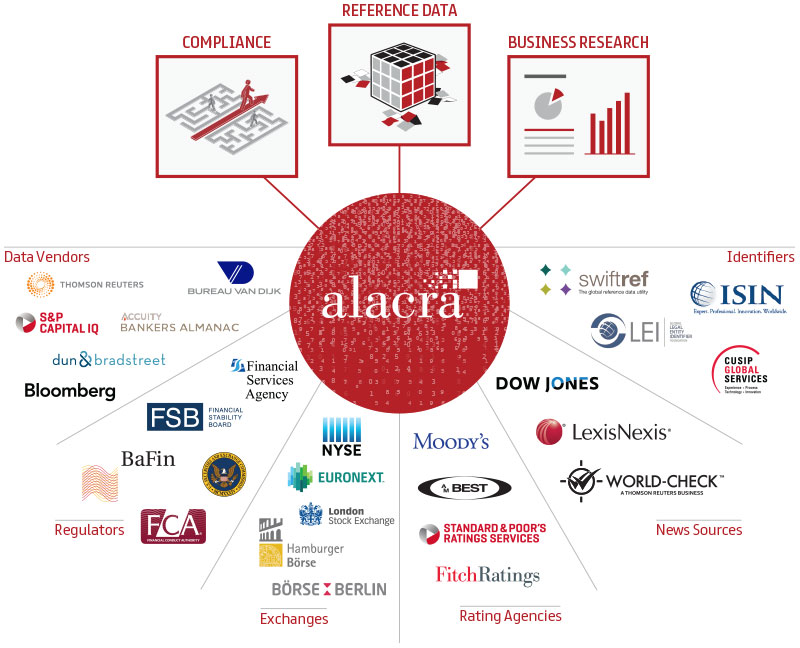 REFERENCE DATA
COMPLIANCE
BUSINESS RESEARCH
alacra
Data Vendors
THOMSON REUTERS
BUREAU VAN DIJK
S&P
CAPITAL IQ
ACCUITY
BANKERS ALMANAC
dun&bradstreet
Bloomberg
Identifiers
swiftref
The global reference data utility
ISIN
Expert. Professional. Innovation. Worldwide.
LEI
GLOBAL
LEGAL
ENTITY
IDENTIFIER
FOUNDATION
CUSIP
GLOBAL
SERVICES
Experience • Process
Technology • Innovation
Financial
Services
Agency
FSB
FINANCIAL
STABILITY
BOARD
BaFin
FCA
FINANCIAL CONDUCT AUTHORITY
Regulators
NYSE
EURONEXT
London
Stock Exchange
Hamburger
Börse
BÖRSE BERLIN
Exchanges
MOODY'S
AM BEST
STANDARD & POOR'S
RATINGS SERVICES
FitchRatings
Rating Agencies
DOW JONES
LexisNexis®
WORLD-CHECK™
A THOMSON REUTERS BUSINESS
News Sources